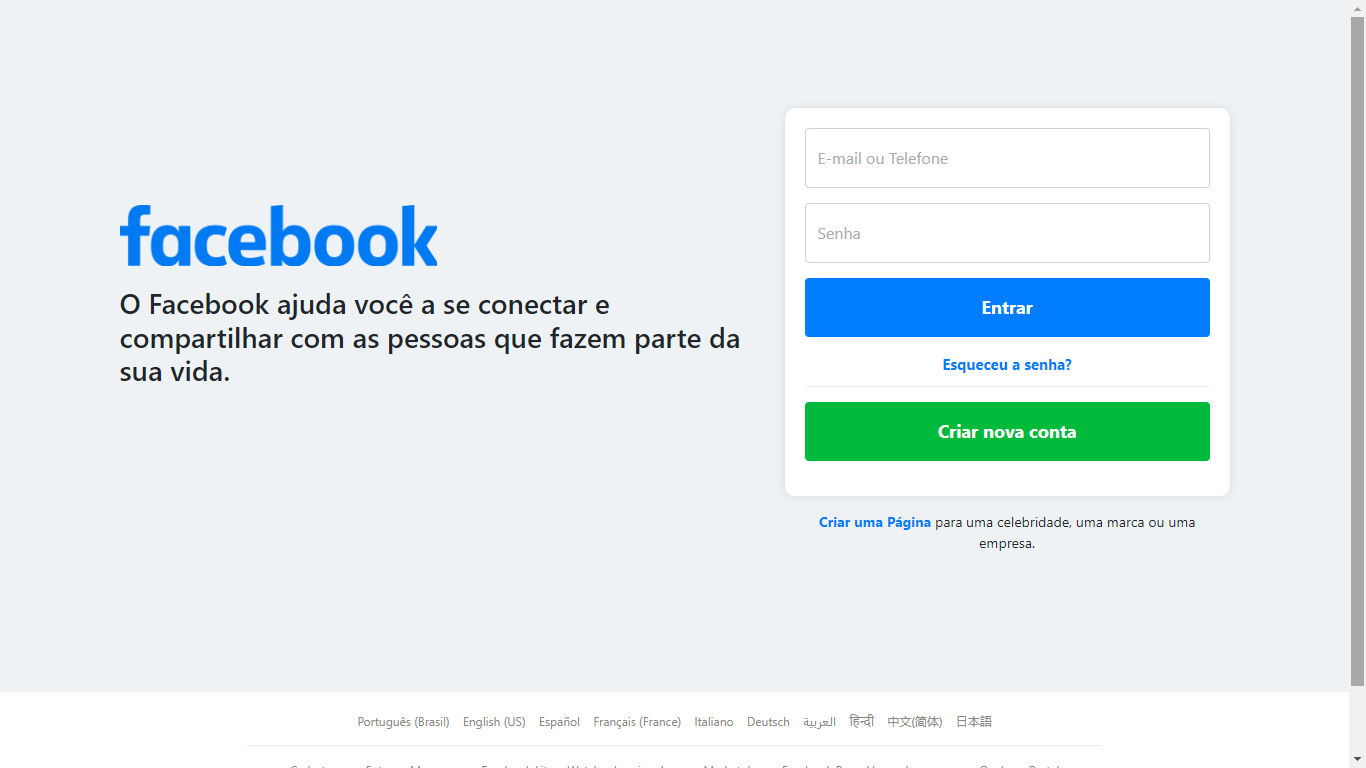 facebook
O Facebook ajuda você a se conectar e
compartilhar com as pessoas que fazem parte da
sua vida.
E-mail ou Telefone
Senha
Entrar
Esqueceu a senha?
Criar nova conta
Criar uma Página para uma celebridade, uma marca ou uma
empresa.
Português (Brasil) English (US) Español Français (France) Italiano Deutsch العربية हिन्दी 中文(简体) 日本語